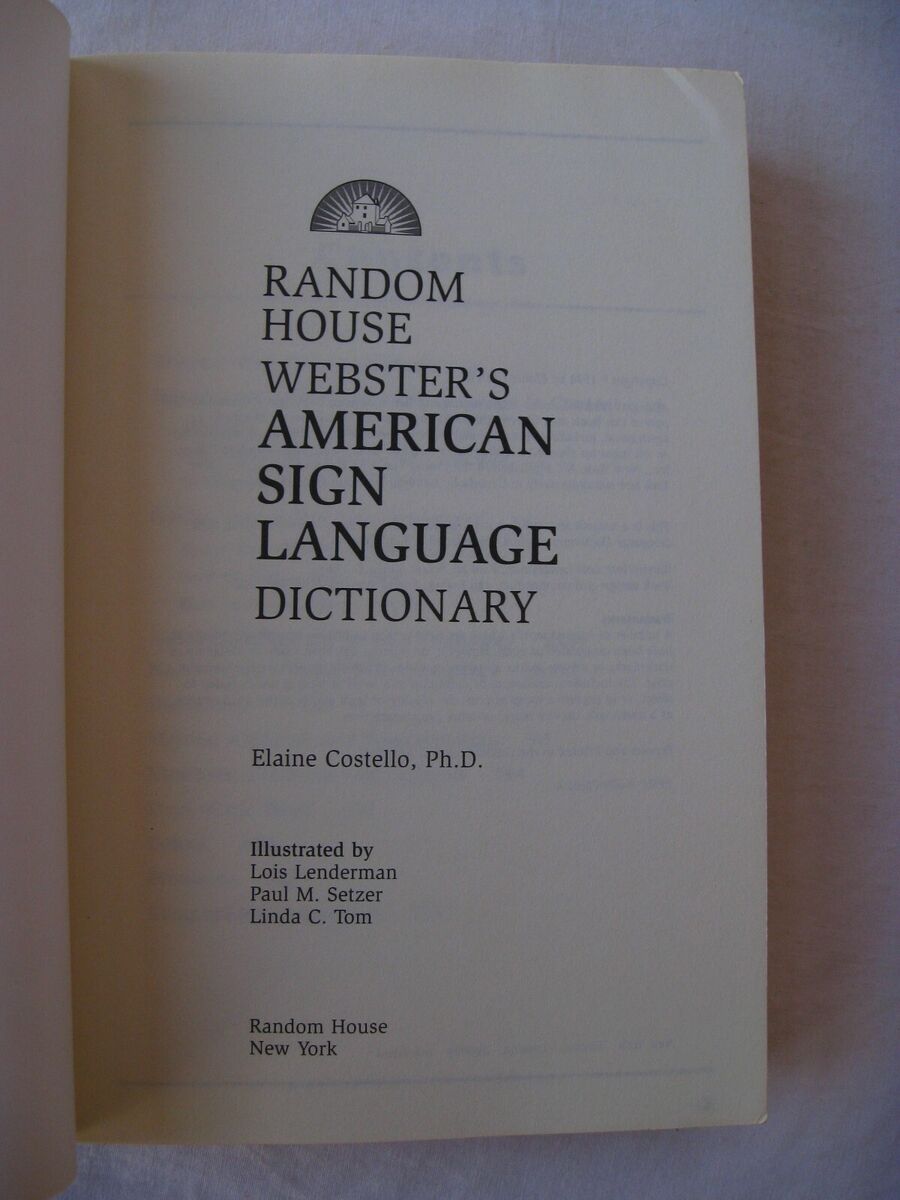 RANDOM
HOUSE
WEBSTER'S
AMERICAN
SIGN
LANGUAGE
DICTIONARY
Elaine Costello, Ph.D.
Illustrated by
Lois Lenderman
Paul M. Setzer
Linda C. Tom
Random House
New York